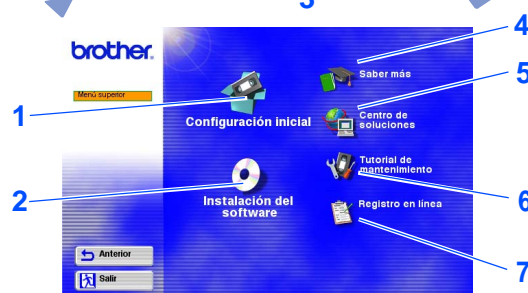 3
4
brother.
Saber más
Menú superior
5
1
Configuración inicial
Centro de
soluciones
Tutorial de
mantenimiento
2
6
Instalación del
software
Registro en línea
Anterior
7
Salir